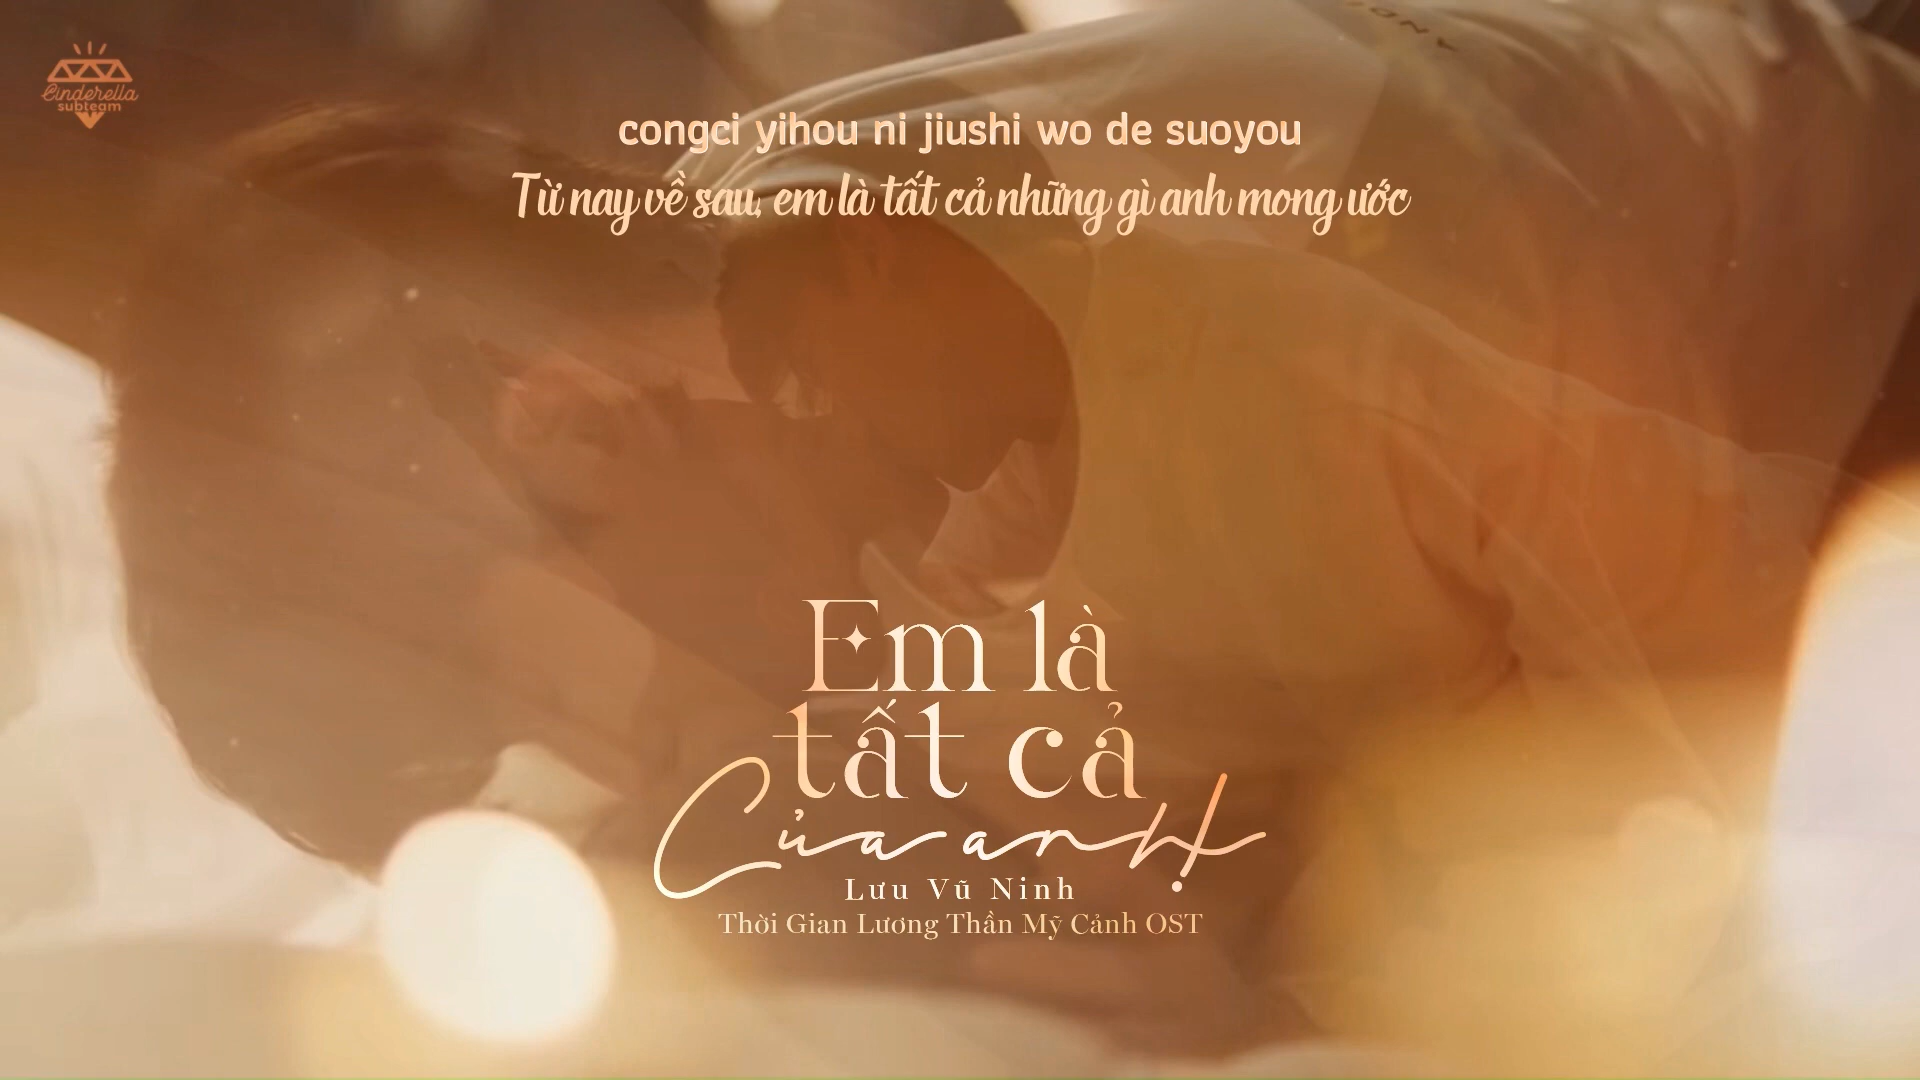 Cinderella
subteam
congci yihou ni jiushi wo de suoyou
Từ nay về sau, em là tất cả những gì anh mong ước
Em là
tất cả
Của anh
Lưu Vũ Ninh
Thời Gian Lương Thần Mỹ Cảnh OST